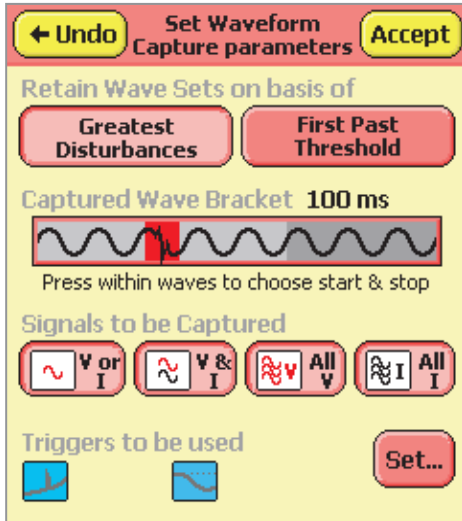 ← Undo
Set Waveform
Capture parameters
Accept
Retain Wave Sets on basis of
Greatest
Disturbances
First Past
Threshold
Captured Wave Bracket 100 ms
Press within waves to choose start & stop
Signals to be Captured
V or
I
V &
I
V
All
V
I
All
I
Triggers to be used
Set...